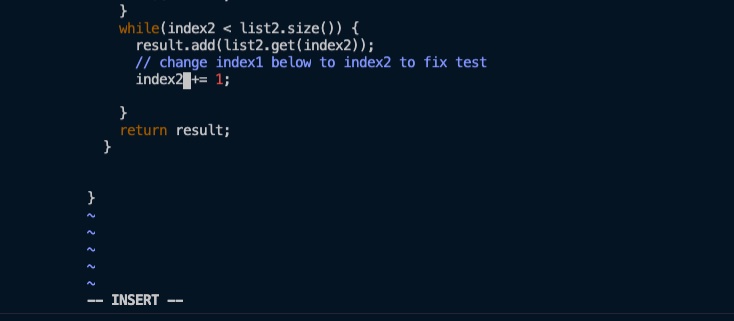 }
while(index2 < list2.size()) {
result.add(list2.get(index2));
// change index1 below to index2 to fix test
index2 += 1;
}
return result;
}
}
~
~
~
~
~
-- INSERT --